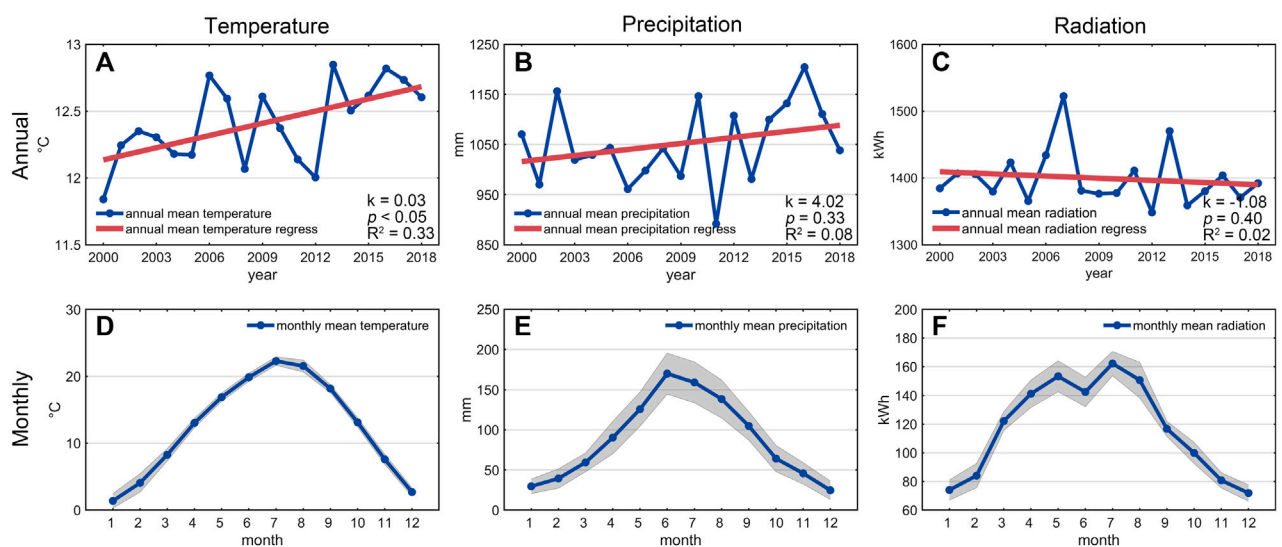 Temperature
Precipitation
Radiation
Annual
Monthly
A
13
12.5
12
11.5
°C
annual mean temperature
annual mean temperature regress
k = 0.03
p < 0.05
R² = 0.33
2000 2003 2006 2009 2012 2015 2018
year
B
1250
1150
1050
950
850
mm
annual mean precipitation
annual mean precipitation regress
k = 4.02
p = 0.33
R² = 0.08
2000 2003 2006 2009 2012 2015 2018
year
C
1600
1500
1400
1300
kWh
annual mean radiation
annual mean radiation regress
k = -1.08
p = 0.40
R² = 0.02
2000 2003 2006 2009 2012 2015 2018
year
D
monthly mean temperature
30
20
10
0
°C
1 2 3 4 5 6 7 8 9 10 11 12
month
E
monthly mean precipitation
250
200
150
100
50
0
mm
1 2 3 4 5 6 7 8 9 10 11 12
month
F
monthly mean radiation
200
180
160
140
120
100
80
60
kWh
1 2 3 4 5 6 7 8 9 10 11 12
month